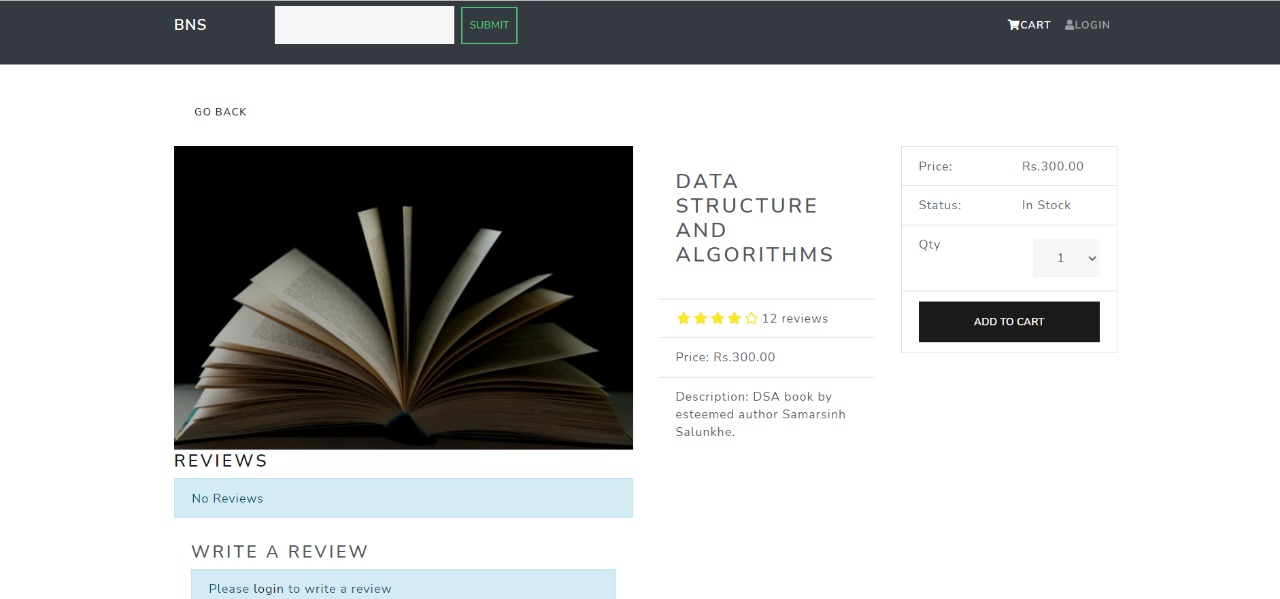 BNS
SUBMIT
CART
LOGIN
GO BACK
DATA
STRUCTURE
AND
ALGORITHMS
12 reviews
Price: Rs.300.00
Description: DSA book by
esteemed author Samarsinh
Salunkhe.
Price: Rs.300.00
Status: In Stock
Qty 1
ADD TO CART
REVIEWS
No Reviews
WRITE A REVIEW
Please login to write a review